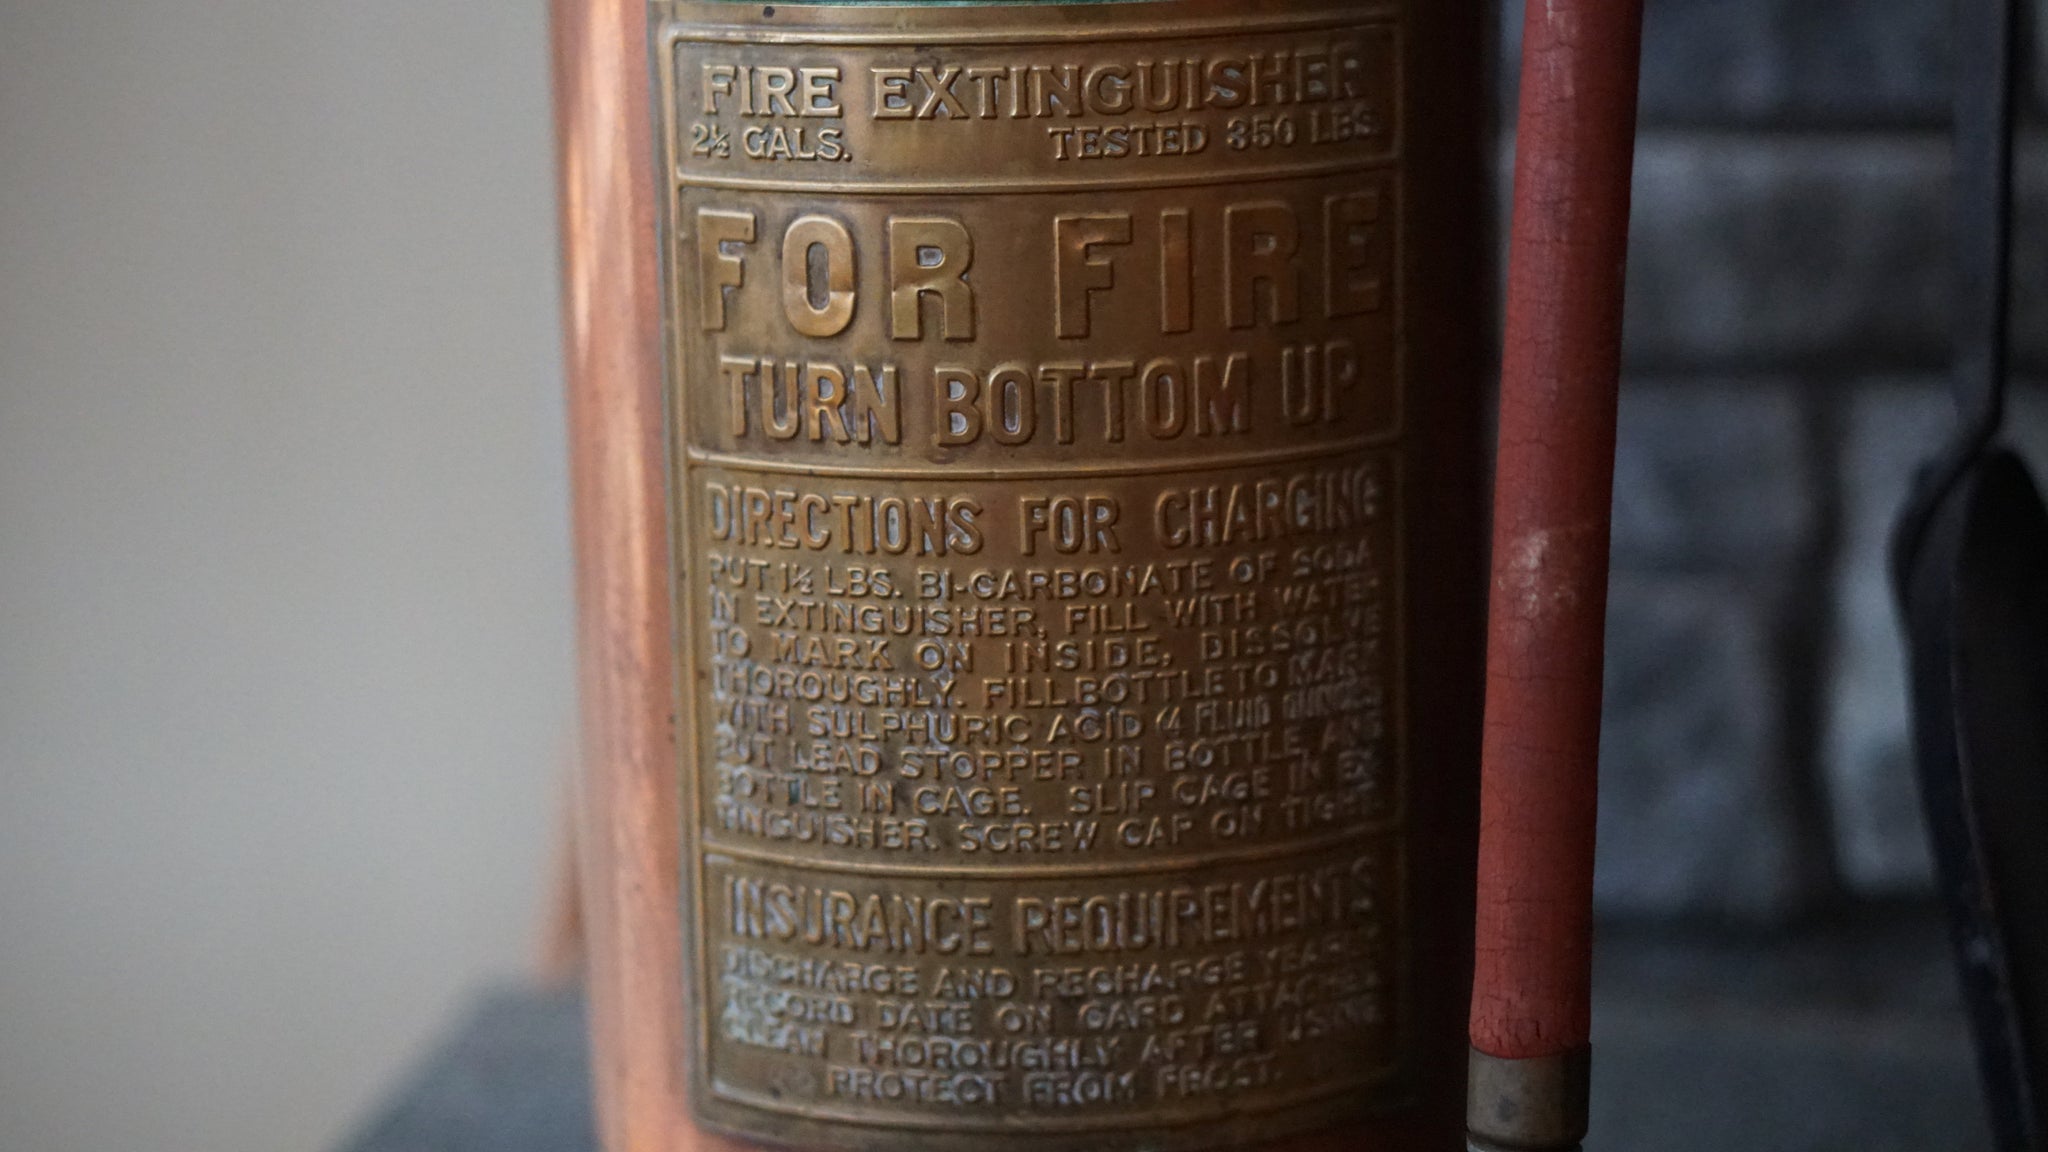 FIRE EXTINGUISHER
2½ GALS. TESTED 350 LBS.
FOR FIRE
TURN BOTTOM UP
DIRECTIONS FOR CHARGING
PUT 1½ LBS. BI-CARBONATE OF SODA
IN EXTINGUISHER, FILL WITH WATER
TO MARK ON INSIDE, DISSOLVE
THOROUGHLY. FILL BOTTLE TO MARK
WITH SULPHURIC ACID (4 FLUID OUNCES)
PUT LEAD STOPPER IN BOTTLE AND
BOTTLE IN CAGE. SLIP CAGE IN EX-
TINGUISHER. SCREW CAP ON TIGHT.
INSURANCE REQUIREMENTS
DISCHARGE AND RECHARGE YEARLY
RECORD DATE ON CARD ATTACHED
CLEAN THOROUGHLY AFTER USING
PROTECT FROM FROST.